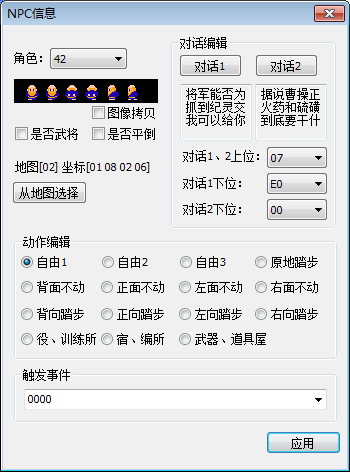 NPC信息
角色： 42
图像拷贝
是否武将 是否平倒
地图[02] 坐标[01 08 02 06]
从地图选择
对话编辑
对话1 对话2
将军能否为
抓到纪灵交
我可以给你
据说曹操正
火药和硫磺
到底要干什
对话1、2上位： 07
对话1下位： E0
对话2下位： 00
动作编辑
自由1 自由2 自由3 原地踏步
背面不动 正面不动 左面不动 右面不动
背向踏步 正向踏步 左向踏步 右向踏步
役、训练所 宿、编所 武器、道具屋
触发事件
0000
应用